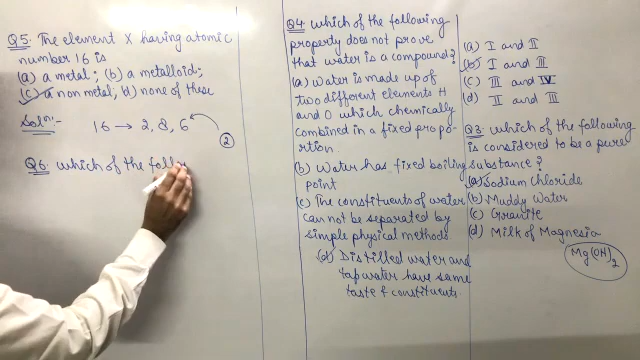 Q5. The element X having atomic
number 16 is
(a) a metal; (b) a metalloid;
(c) a non metal; (d) none of these
Soln:-
16 → 2, 8, 6
2
Q6. which of the follo
Q4. which of the following
property does not prove
that water is a compound?
(a) Water is made up of
two different elements H
and O which chemically
combined in a fixed propo-
rtion.
(b) Water has fixed boiling
point
(c) The constituents of water
cannot be separated by
simple physical methods
(d) Distilled water and
tap water have same
taste & constituents
(a) I and II
(b) I and III
(c) III and IV
(d) II and III
Q3. which of the following
is considered to be a pure
substance?
(a) Sodium Chloride
(b) Muddy Water
(c) Granite
(d) Milk of Magnesia
Mg(OH)2